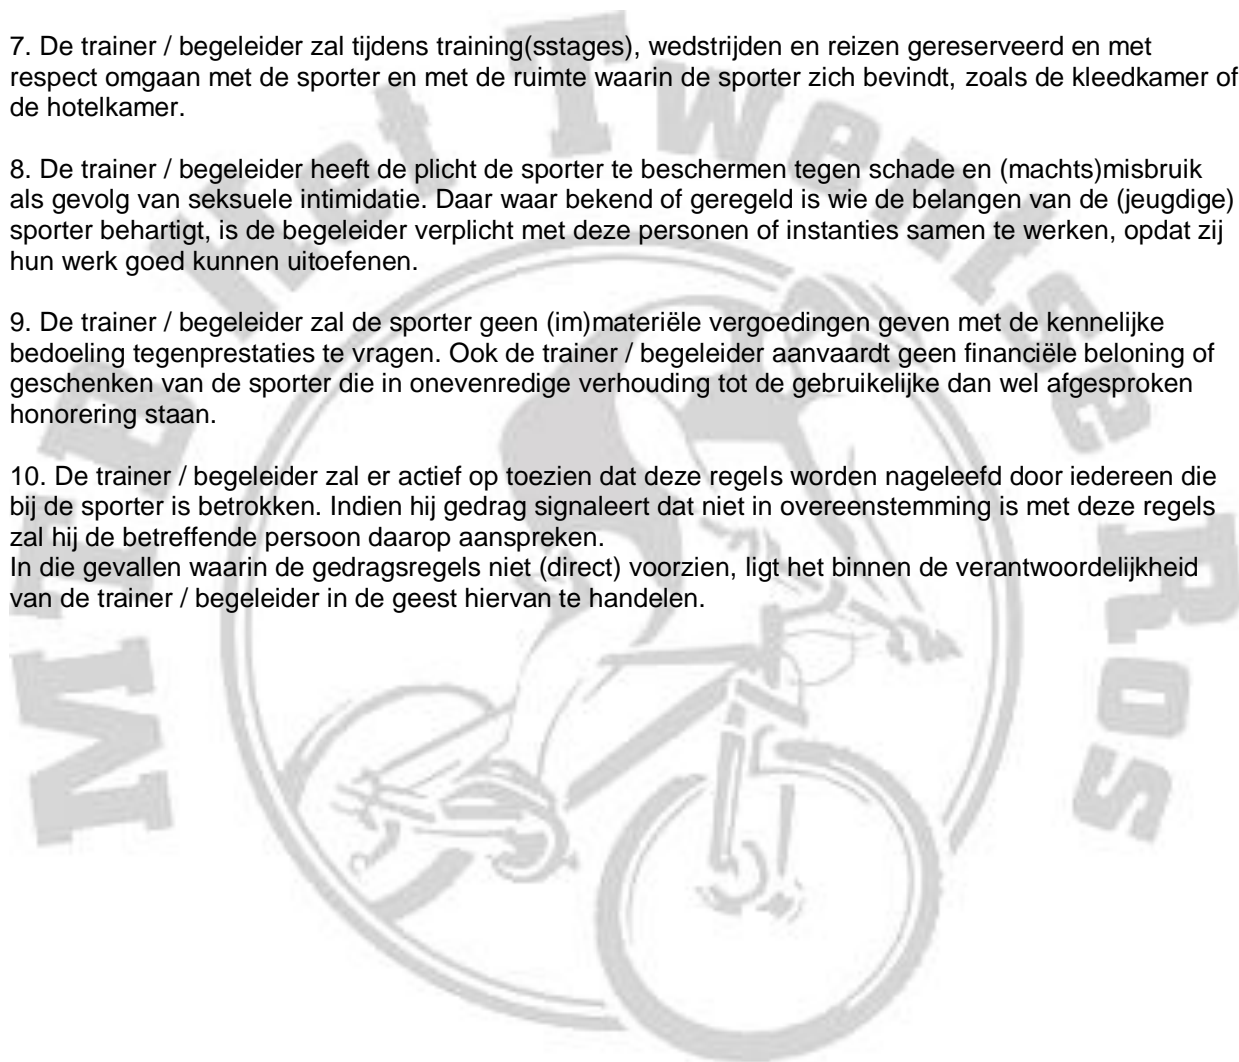 7. De trainer / begeleider zal tijdens training(sstages), wedstrijden en reizen gereserveerd en met
respect omgaan met de sporter en met de ruimte waarin de sporter zich bevindt, zoals de kleedkamer of
de hotelkamer.
8. De trainer / begeleider heeft de plicht de sporter te beschermen tegen schade en (machts)misbruik
als gevolg van seksuele intimidatie. Daar waar bekend of geregeld is wie de belangen van de (jeugdige)
sporter behartigt, is de begeleider verplicht met deze personen of instanties samen te werken, opdat zij
hun werk goed kunnen uitoefenen.
9. De trainer / begeleider zal de sporter geen (im)materiële vergoedingen geven met de kennelijke
bedoeling tegenprestaties te vragen. Ook de trainer / begeleider aanvaardt geen financiële beloning of
geschenken van de sporter die in onevenredige verhouding tot de gebruikelijke dan wel afgesproken
honorering staan.
10. De trainer / begeleider zal er actief op toezien dat deze regels worden nageleefd door iedereen die
bij de sporter is betrokken. Indien hij gedrag signaleert dat niet in overeenstemming is met deze regels
zal hij de betreffende persoon daarop aanspreken.
In die gevallen waarin de gedragsregels niet (direct) voorzien, ligt het binnen de verantwoordelijkheid
van de trainer / begeleider in de geest hiervan te handelen.
MTB Het Twentse Ros